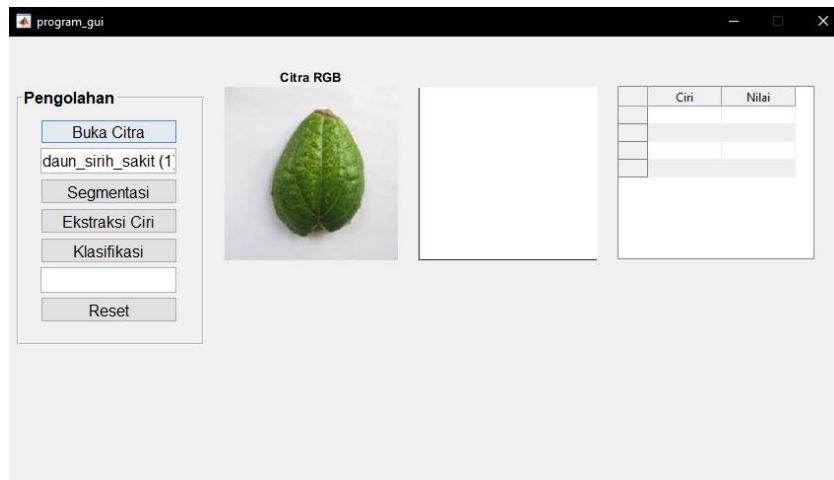 program_gui
Pengolahan
Buka Citra
daun_sirih_sakit (1)
Segmentasi
Ekstraksi Ciri
Klasifikasi
Reset
Citra RGB
Ciri Nilai